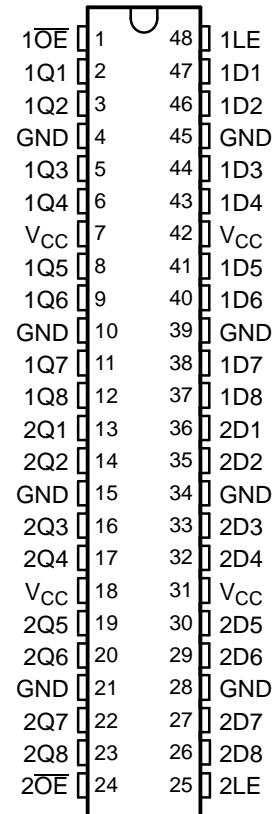 1O̅E̅ 1 48 1LE
1Q1 2 47 1D1
1Q2 3 46 1D2
GND 4 45 GND
1Q3 5 44 1D3
1Q4 6 43 1D4
VCC 7 42 VCC
1Q5 8 41 1D5
1Q6 9 40 1D6
GND 10 39 GND
1Q7 11 38 1D7
1Q8 12 37 1D8
2Q1 13 36 2D1
2Q2 14 35 2D2
GND 15 34 GND
2Q3 16 33 2D3
2Q4 17 32 2D4
VCC 18 31 VCC
2Q5 19 30 2D5
2Q6 20 29 2D6
GND 21 28 GND
2Q7 22 27 2D7
2Q8 23 26 2D8
2O̅E̅ 24 25 2LE